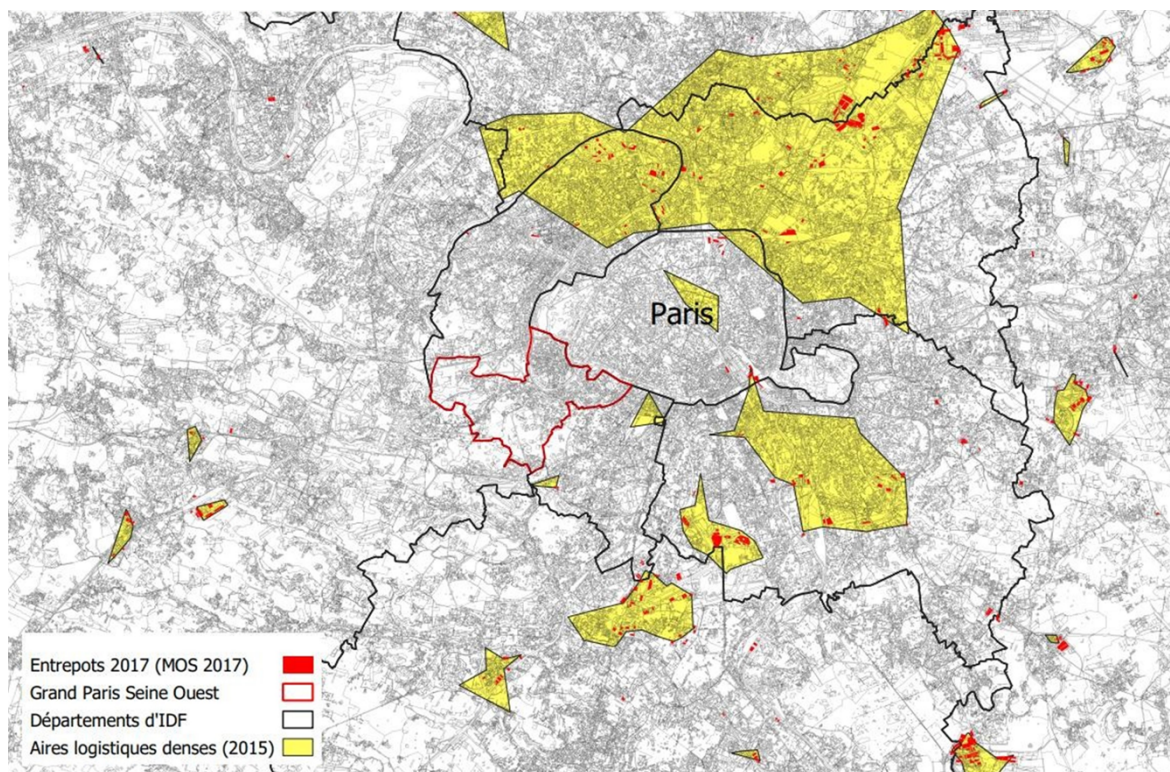 Paris
Entrepots 2017 (MOS 2017)
Grand Paris Seine Ouest
Départements d'IDF
Aires logistiques denses (2015)